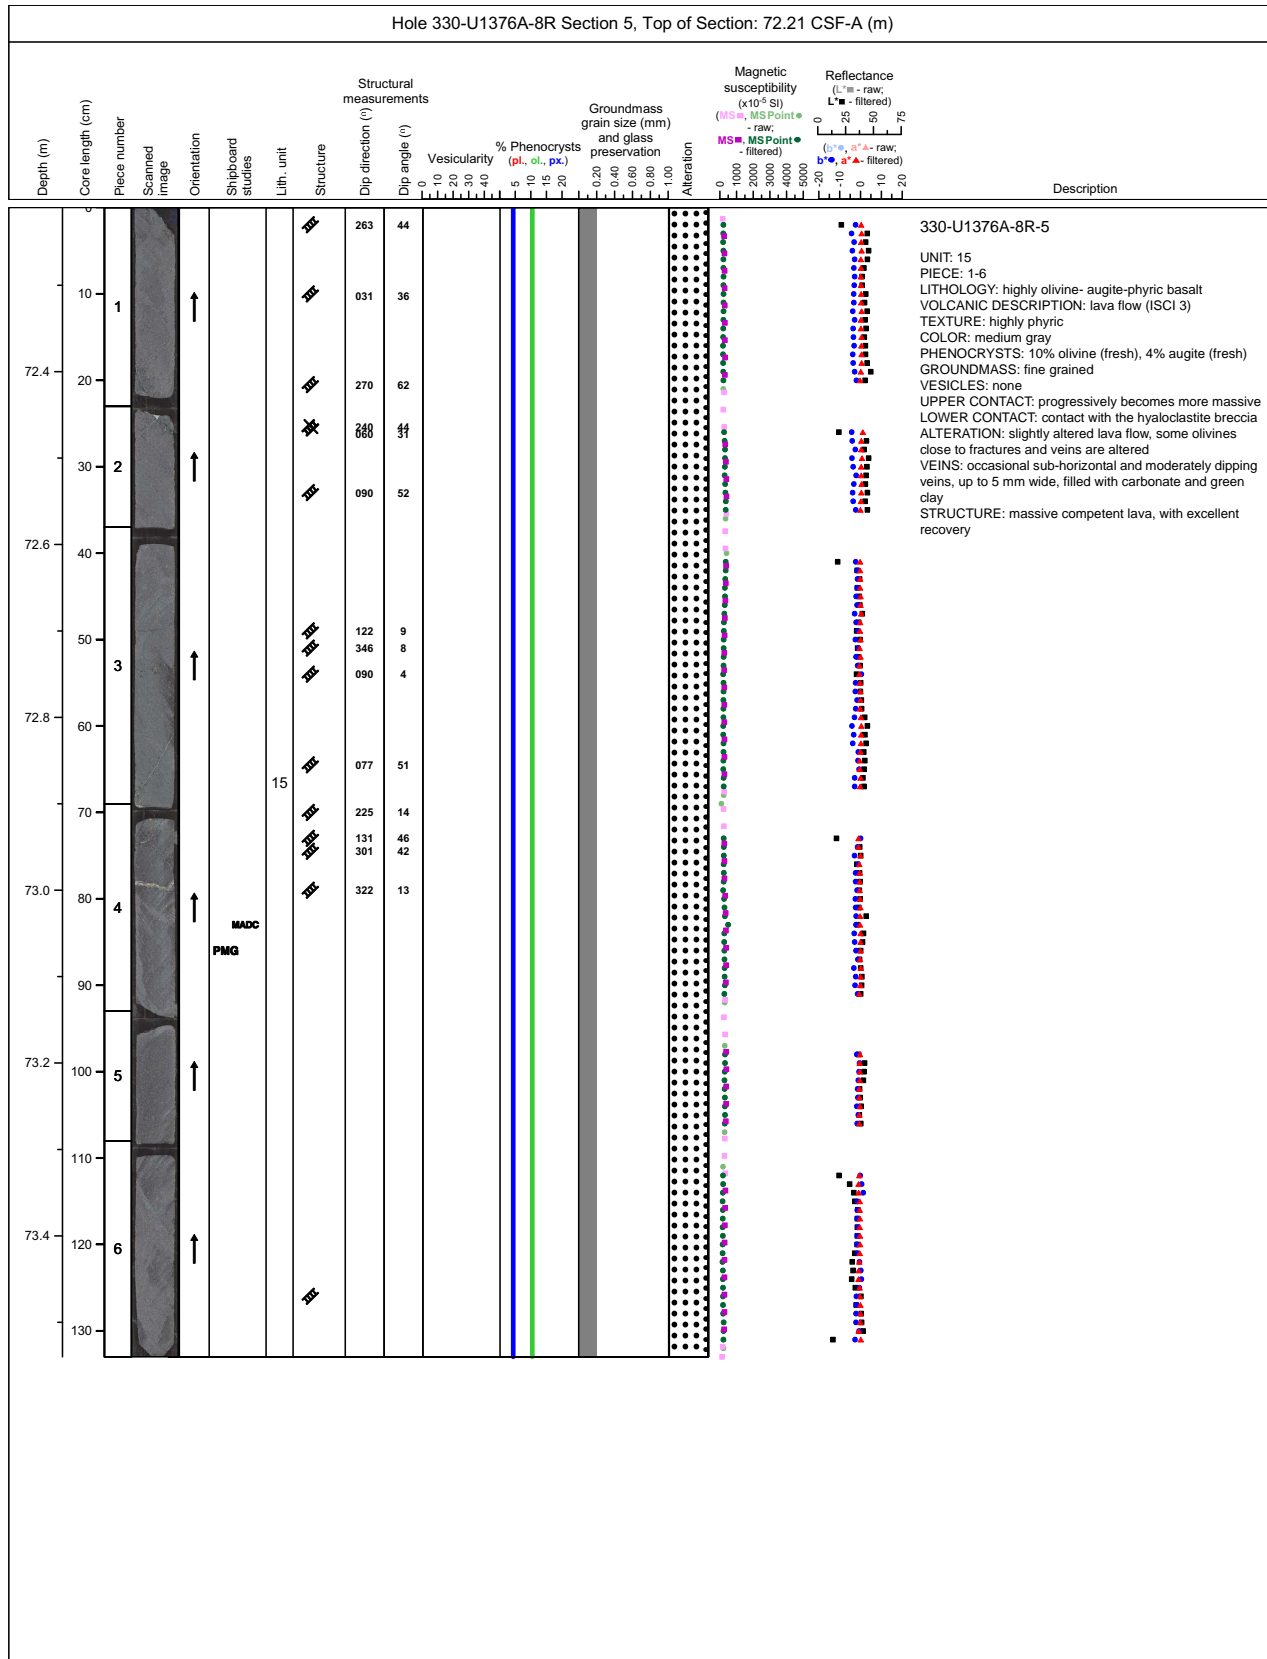 Hole 330-U1376A-8R Section 5, Top of Section: 72.21 CSF-A (m)
Depth (m)
Core length (cm)
Piece number
Scanned image
Orientation
Shipboard studies
Lith. unit
Structure
Structural measurements
Dip direction (°)
Dip angle (°)
Vesicularity
0 10 20 30 40
% Phenocrysts
(pl., ol., px.)
5 10 15 20
Groundmass grain size (mm) and glass preservation
0.20 0.40 0.60 0.80 1.00
Alteration
Magnetic susceptibility
(x10-5 SI)
(MS■, MSPoint● - raw;
MS■, MSPoint● - filtered)
0 1000 2000 3000 4000 5000
Reflectance
(L*■ - raw;
L*■ - filtered)
0 25 50 75
(b*●, a*▲- raw;
b*●, a*▲- filtered)
-20 -10 0 10 20
Description
0
10
20
30
40
50
60
70
80
90
100
110
120
130
72.4
72.6
72.8
73.0
73.2
73.4
1
2
3
4
5
6
MADC
PMG
15
263 44
031 36
270 62
240 44
060 31
090 52
122 9
346 8
090 4
077 51
225 14
131 46
301 42
322 13
330-U1376A-8R-5
UNIT: 15
PIECE: 1-6
LITHOLOGY: highly olivine- augite-phyric basalt
VOLCANIC DESCRIPTION: lava flow (ISCI 3)
TEXTURE: highly phyric
COLOR: medium gray
PHENOCRYSTS: 10% olivine (fresh), 4% augite (fresh)
GROUNDMASS: fine grained
VESICLES: none
UPPER CONTACT: progressively becomes more massive
LOWER CONTACT: contact with the hyaloclastite breccia
ALTERATION: slightly altered lava flow, some olivines
close to fractures and veins are altered
VEINS: occasional sub-horizontal and moderately dipping
veins, up to 5 mm wide, filled with carbonate and green
clay
STRUCTURE: massive competent lava, with excellent
recovery